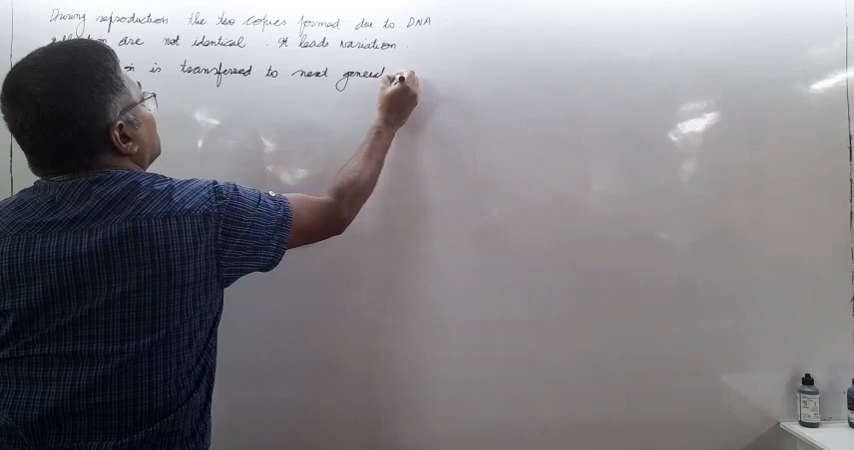 During reproduction the two copies formed due to DNA
are not identical. It leads variation.
is transfered to next generat